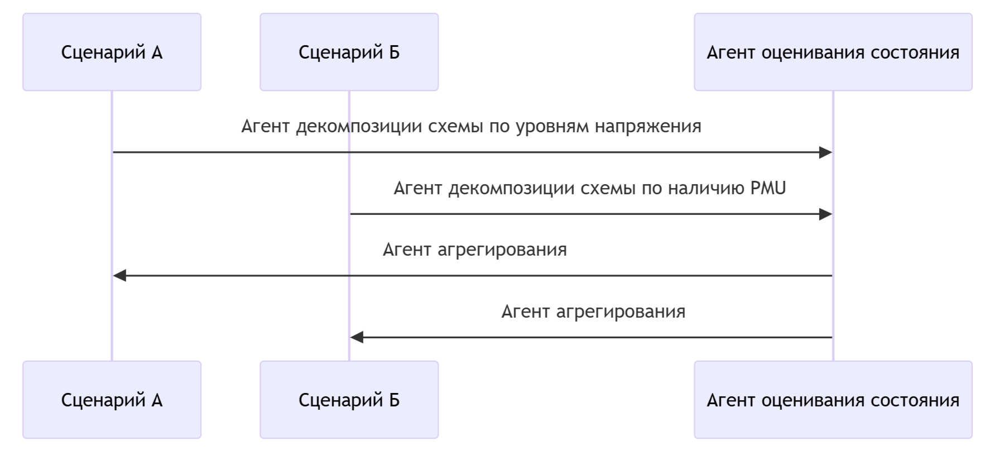 Сценарий А
Сценарий Б
Агент оценивания состояния
Агент декомпозиции схемы по уровням напряжения
Агент декомпозиции схемы по наличию PMU
Агент агрегирования
Агент агрегирования
Сценарий А
Сценарий Б
Агент оценивания состояния